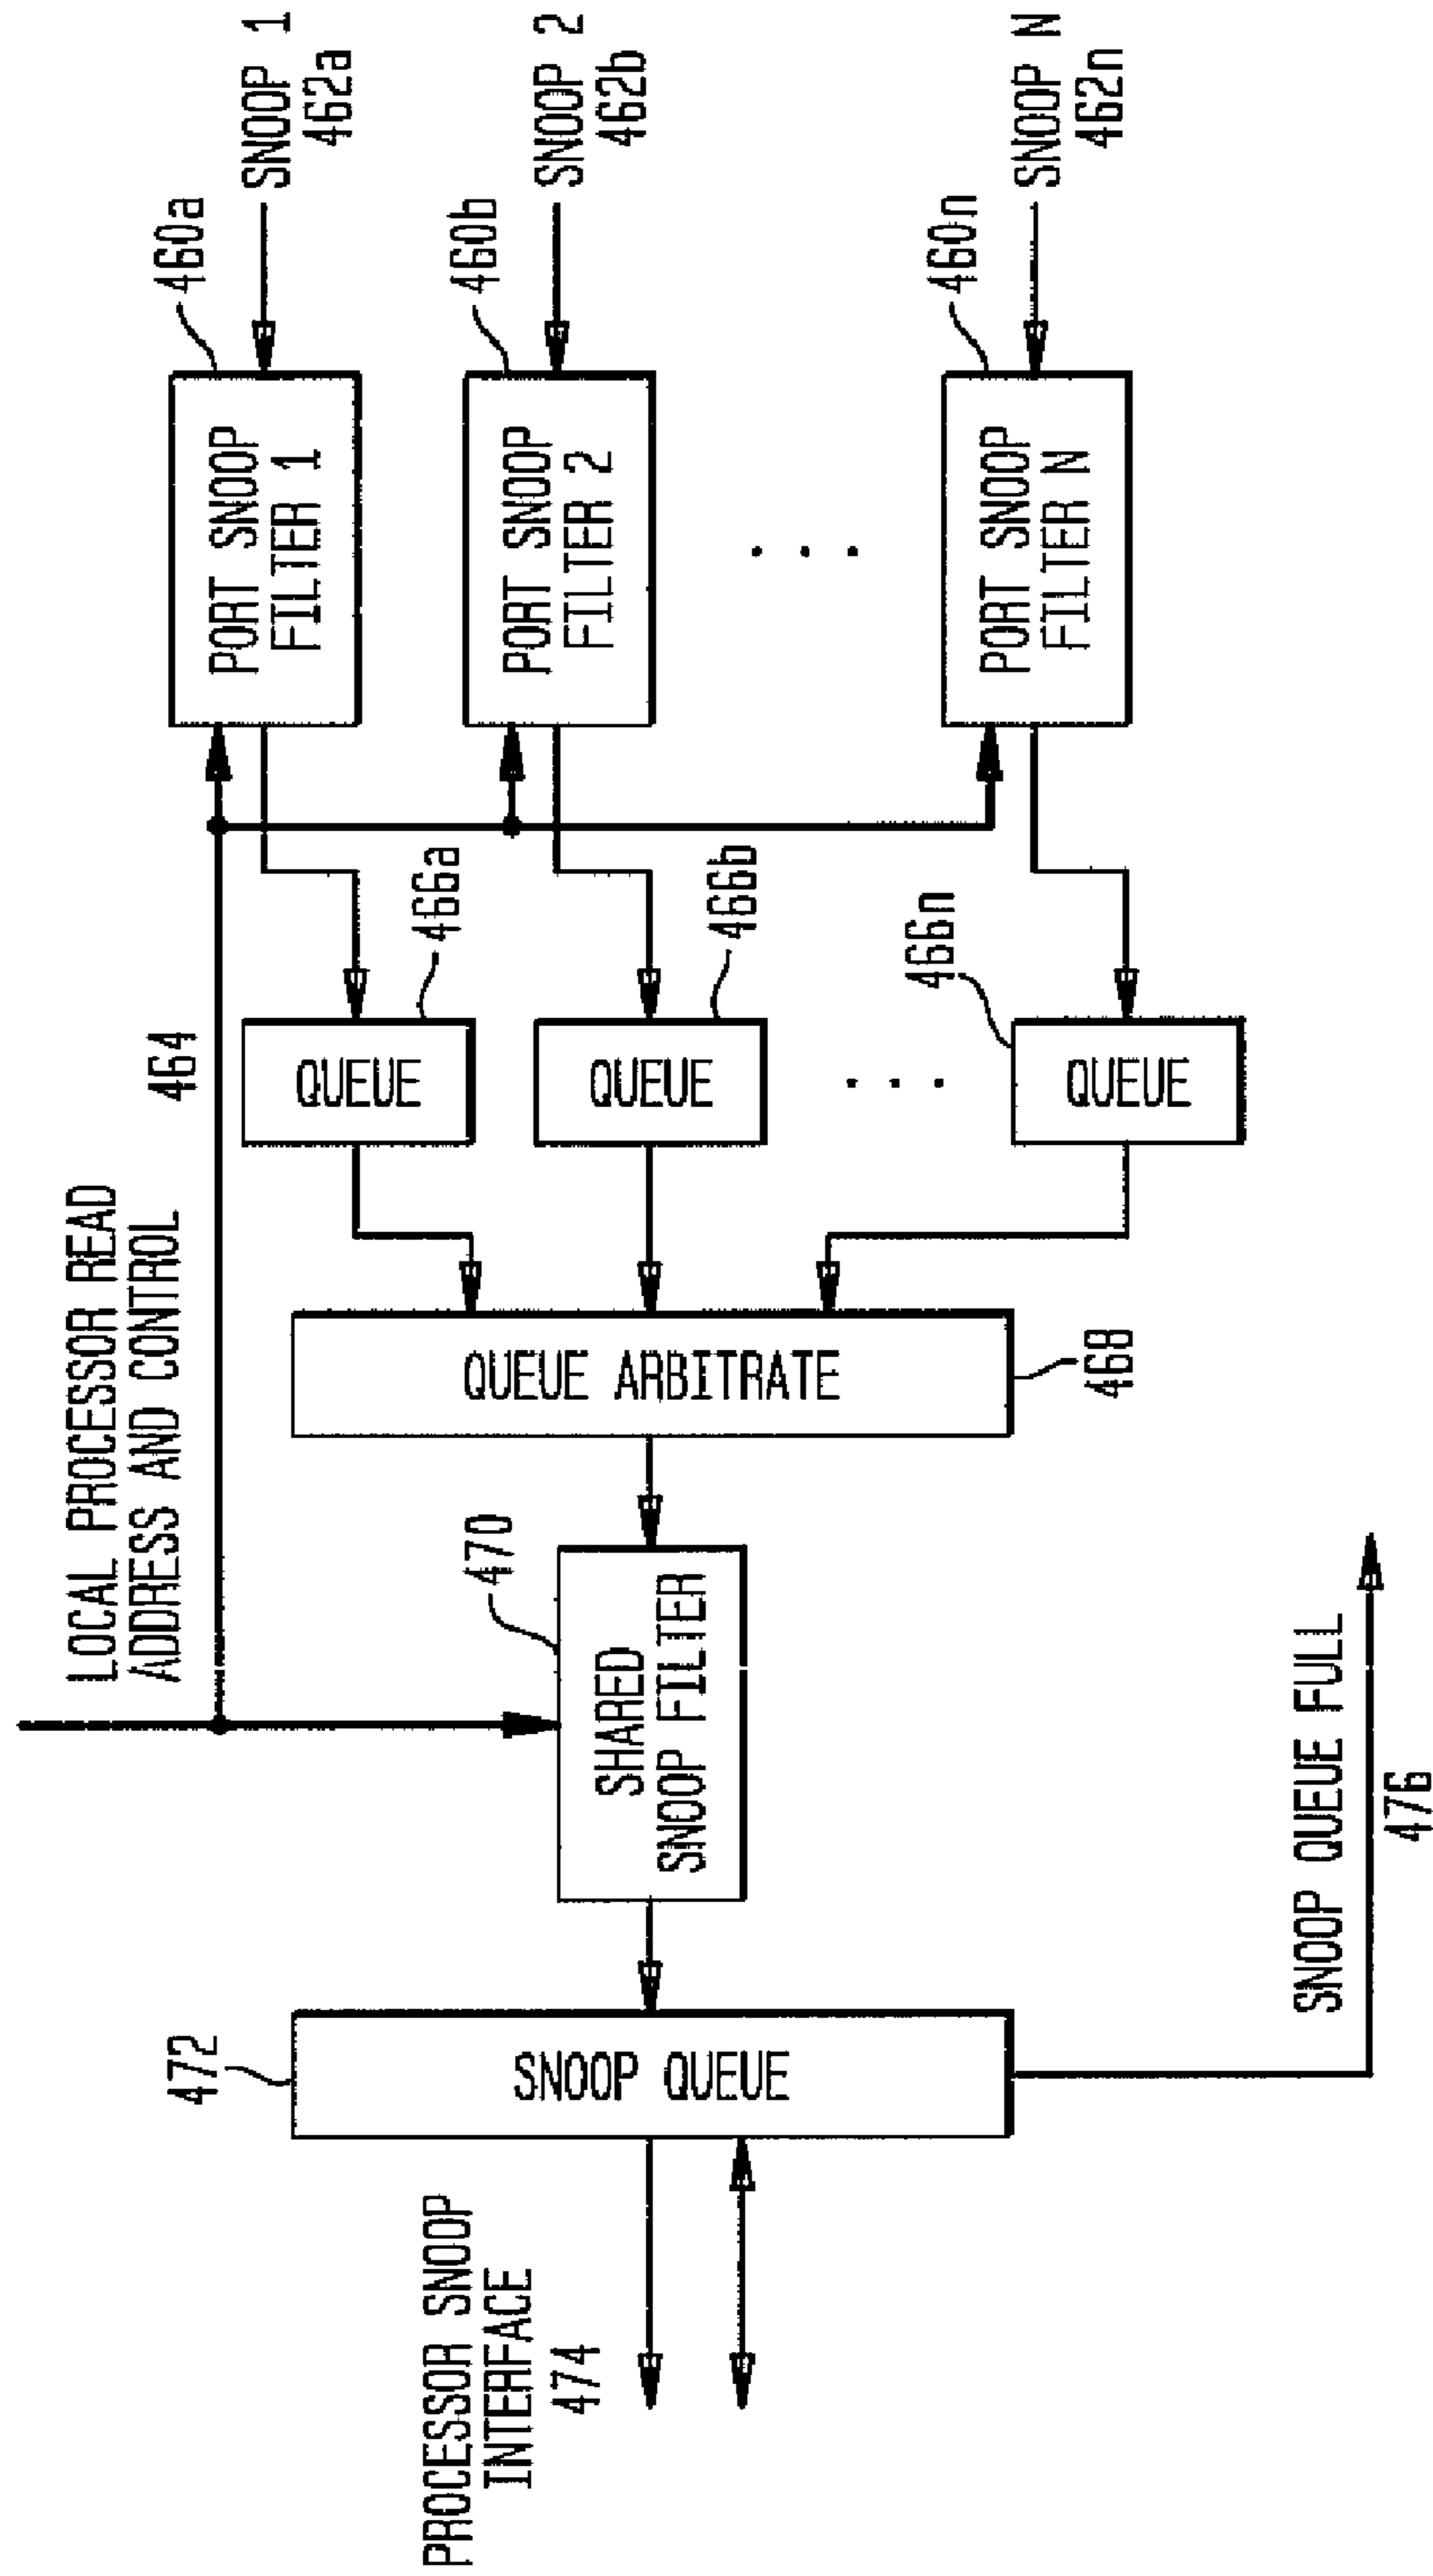 LOCAL PROCESSOR READ
ADDRESS AND CONTROL
464
PROCESSOR SNOOP
INTERFACE
474
472
SNOOP QUEUE
470
SHARED
SNOOP FILTER
QUEUE ARBITRATE
468
QUEUE
466a
QUEUE
466b
. . .
QUEUE
466n
PORT SNOOP
FILTER 1
460a
PORT SNOOP
FILTER 2
460b
. . .
PORT SNOOP
FILTER N
460n
SNOOP 1
462a
SNOOP 2
462b
SNOOP N
462n
SNOOP QUEUE FULL
476